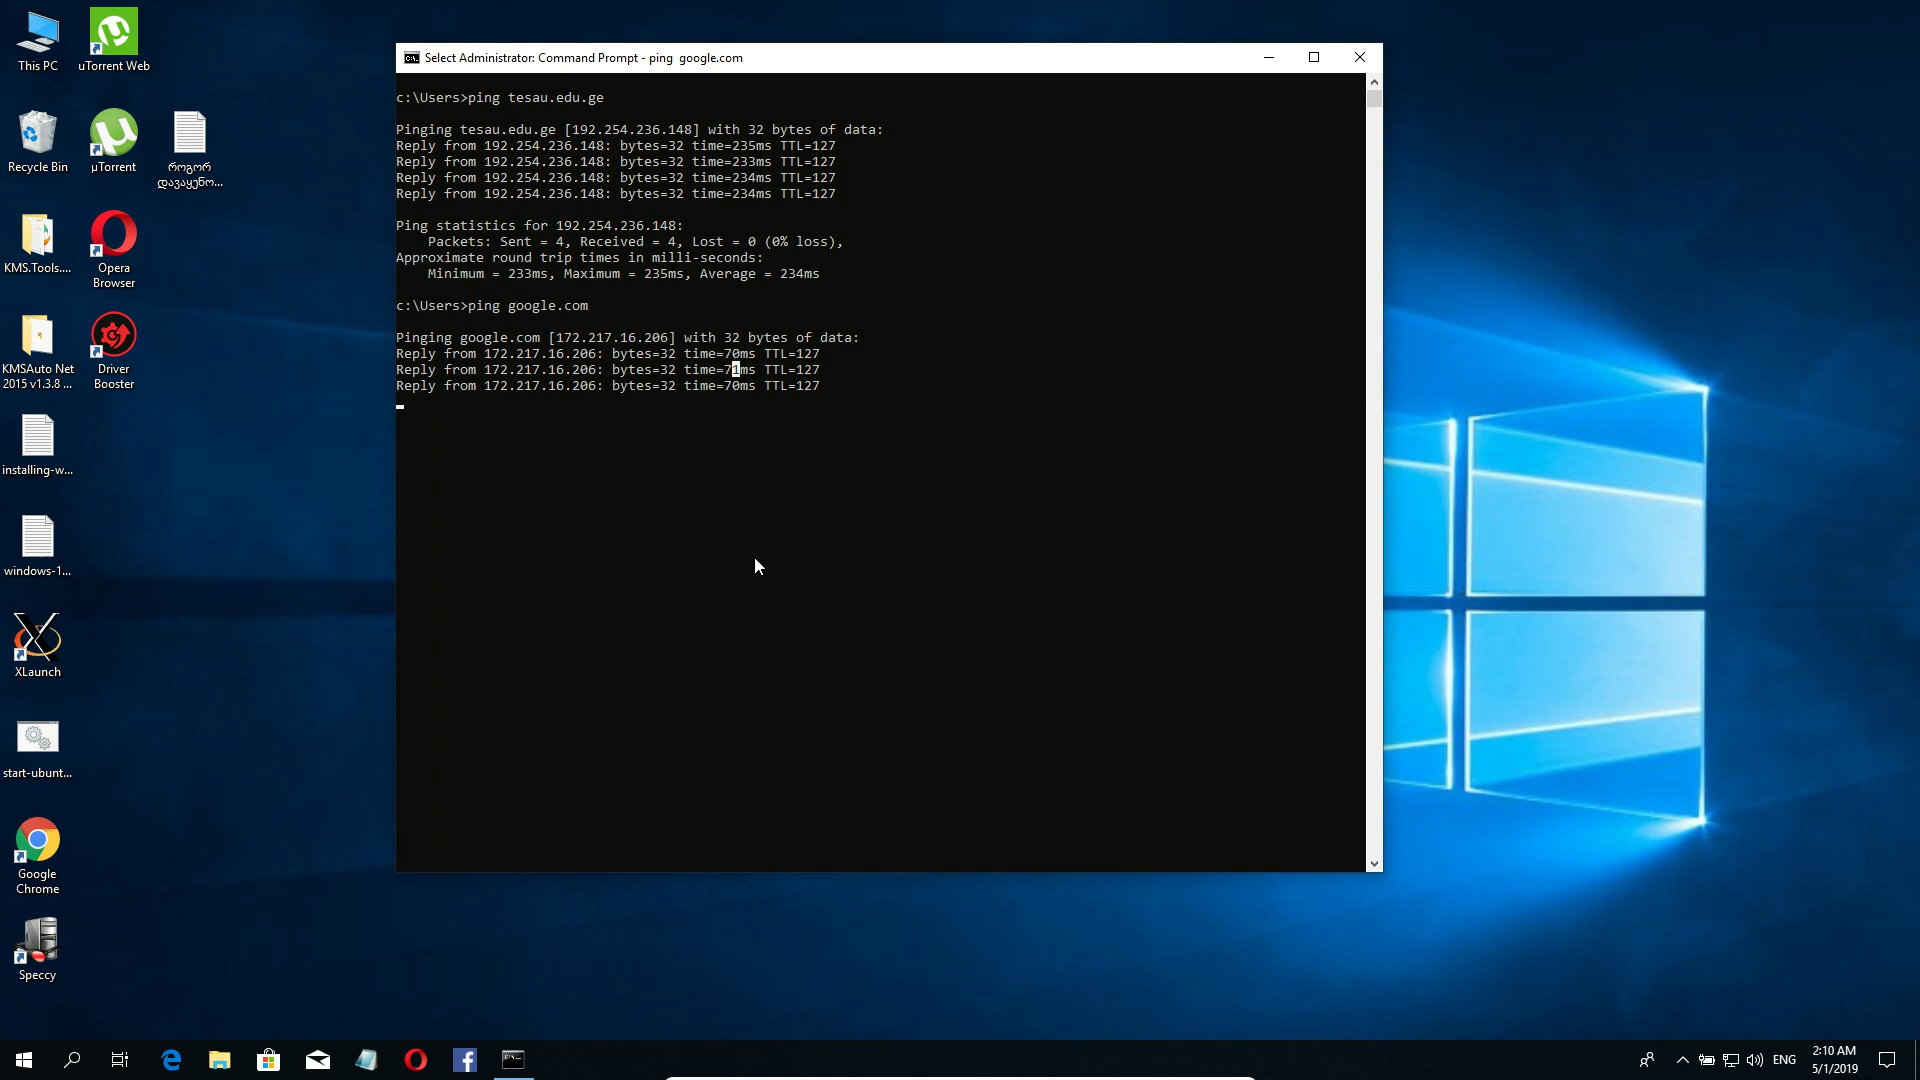 This PC
uTorrent Web
Recycle Bin
µTorrent
როგორ
დავაყენო...
KMS.Tools....
Opera
Browser
KMSAuto Net
2015 v1.3.8 ...
Driver
Booster
installing-w...
windows-1...
XLaunch
start-ubunt...
Google
Chrome
Speccy
Select Administrator: Command Prompt - ping  google.com
c:\Users>ping tesau.edu.ge
Pinging tesau.edu.ge [192.254.236.148] with 32 bytes of data:
Reply from 192.254.236.148: bytes=32 time=235ms TTL=127
Reply from 192.254.236.148: bytes=32 time=233ms TTL=127
Reply from 192.254.236.148: bytes=32 time=234ms TTL=127
Reply from 192.254.236.148: bytes=32 time=234ms TTL=127
Ping statistics for 192.254.236.148:
    Packets: Sent = 4, Received = 4, Lost = 0 (0% loss),
Approximate round trip times in milli-seconds:
    Minimum = 233ms, Maximum = 235ms, Average = 234ms
c:\Users>ping google.com
Pinging google.com [172.217.16.206] with 32 bytes of data:
Reply from 172.217.16.206: bytes=32 time=70ms TTL=127
Reply from 172.217.16.206: bytes=32 time=71ms TTL=127
Reply from 172.217.16.206: bytes=32 time=70ms TTL=127
ENG
2:10 AM
5/1/2019